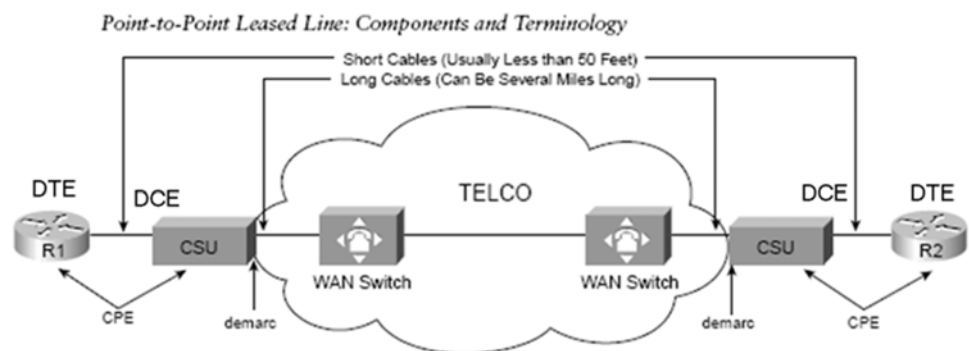 Point-to-Point Leased Line: Components and Terminology
Short Cables (Usually Less than 50 Feet)
Long Cables (Can Be Several Miles Long)
DTE
DCE
TELCO
DCE
DTE
R1
CSU
CSU
R2
WAN Switch
WAN Switch
CPE
demarc
demarc
CPE